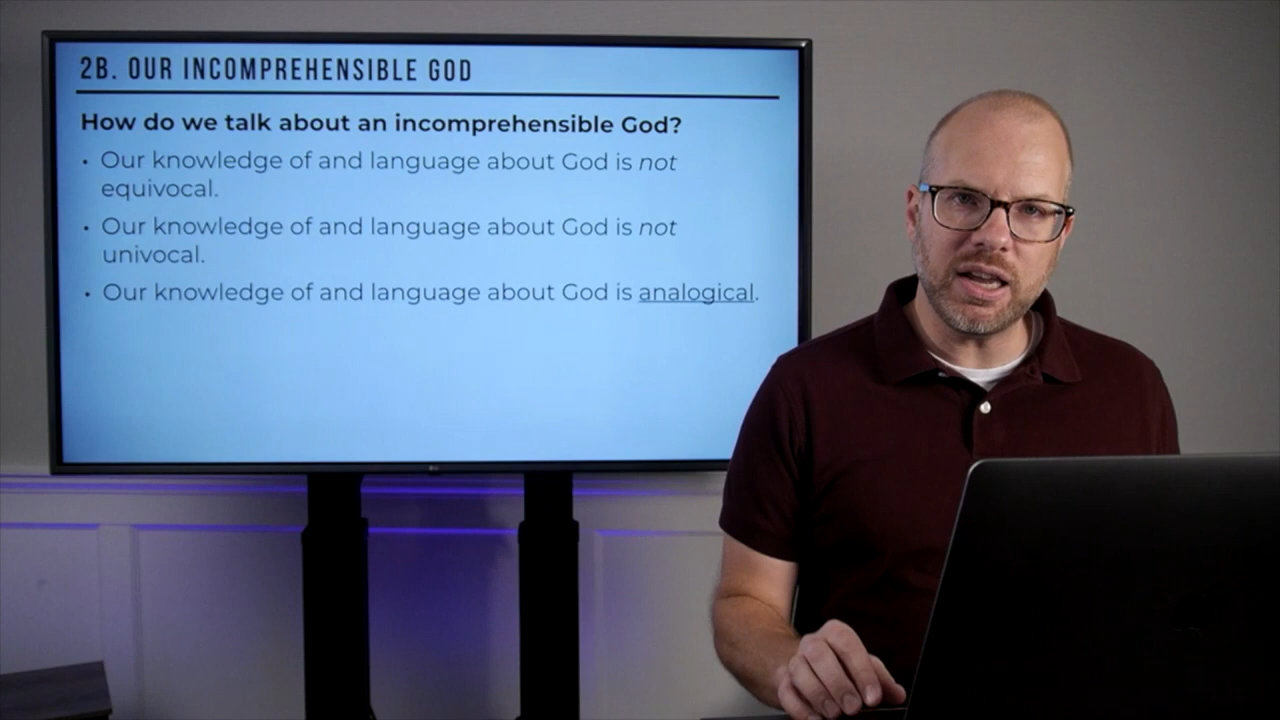 2B. OUR INCOMPREHENSIBLE GOD
How do we talk about an incomprehensible God?
• Our knowledge of and language about God is not
equivocal.
• Our knowledge of and language about God is not
univocal.
• Our knowledge of and language about God is analogical.